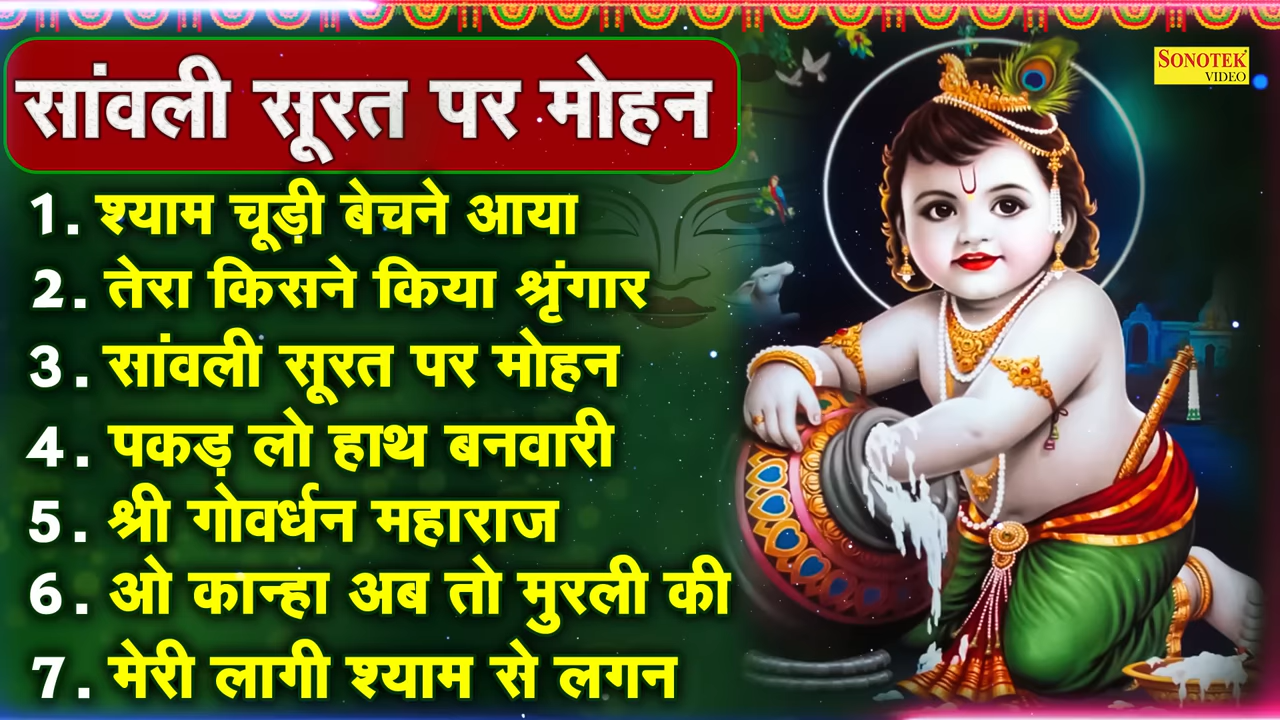 सांवली सूरत पर मोहन
SONOTEK
VIDEO
1. श्याम चूड़ी बेचने आया
2. तेरा किसने किया श्रृंगार
3. सांवली सूरत पर मोहन
4. पकड़ लो हाथ बनवारी
5. श्री गोवर्धन महाराज
6. ओ कान्हा अब तो मुरली की
7. मेरी लागी श्याम से लगन